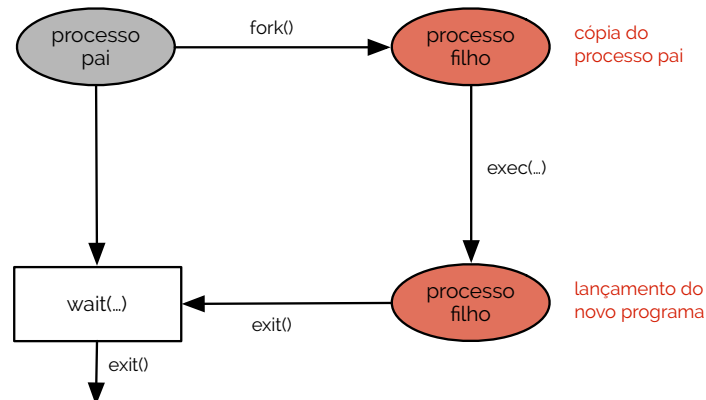 processo
pai
fork()
processo
filho
cópia do
processo pai
exec(...)
wait(...)
exit()
processo
filho
lançamento do
novo programa
exit()